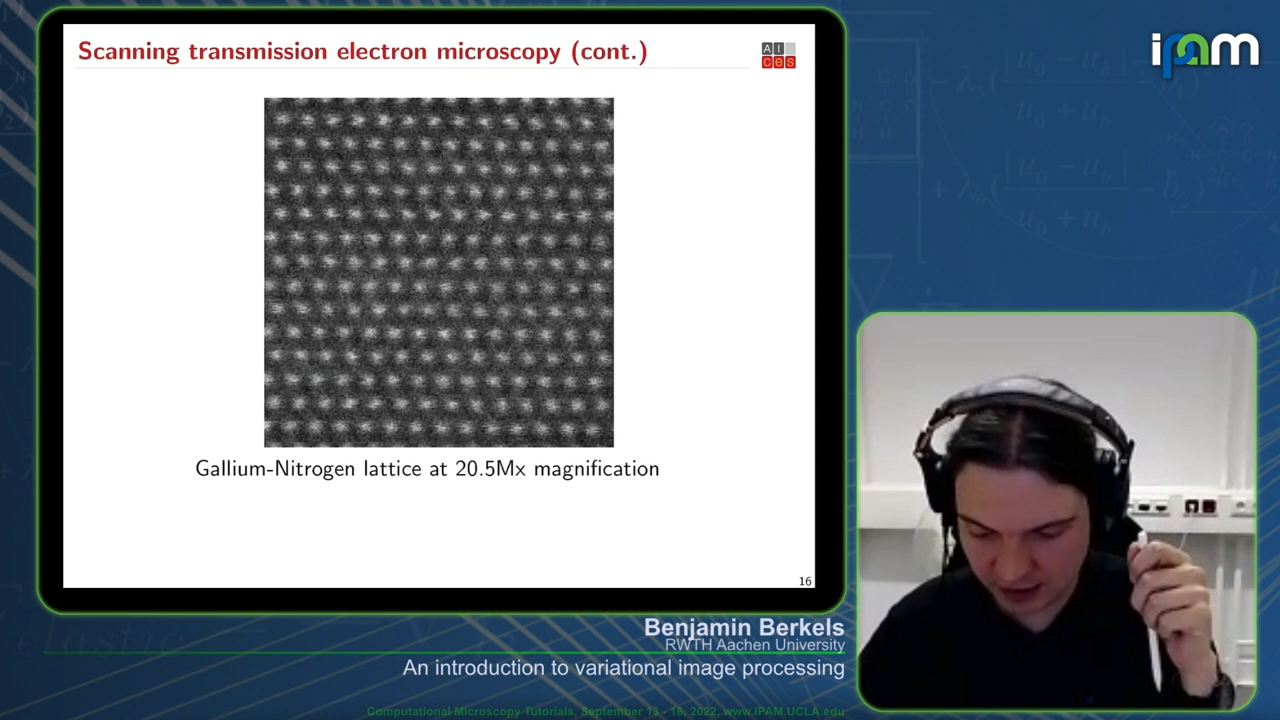 Scanning transmission electron microscopy (cont.)
AI
ces
ipam
Gallium-Nitrogen lattice at 20.5Mx magnification
16
Benjamin Berkels
RWTH Aachen University
An introduction to variational image processing
Computational Microscopy Tutorials, September 13 - 16, 2022, www.IPAM.UCLA.edu